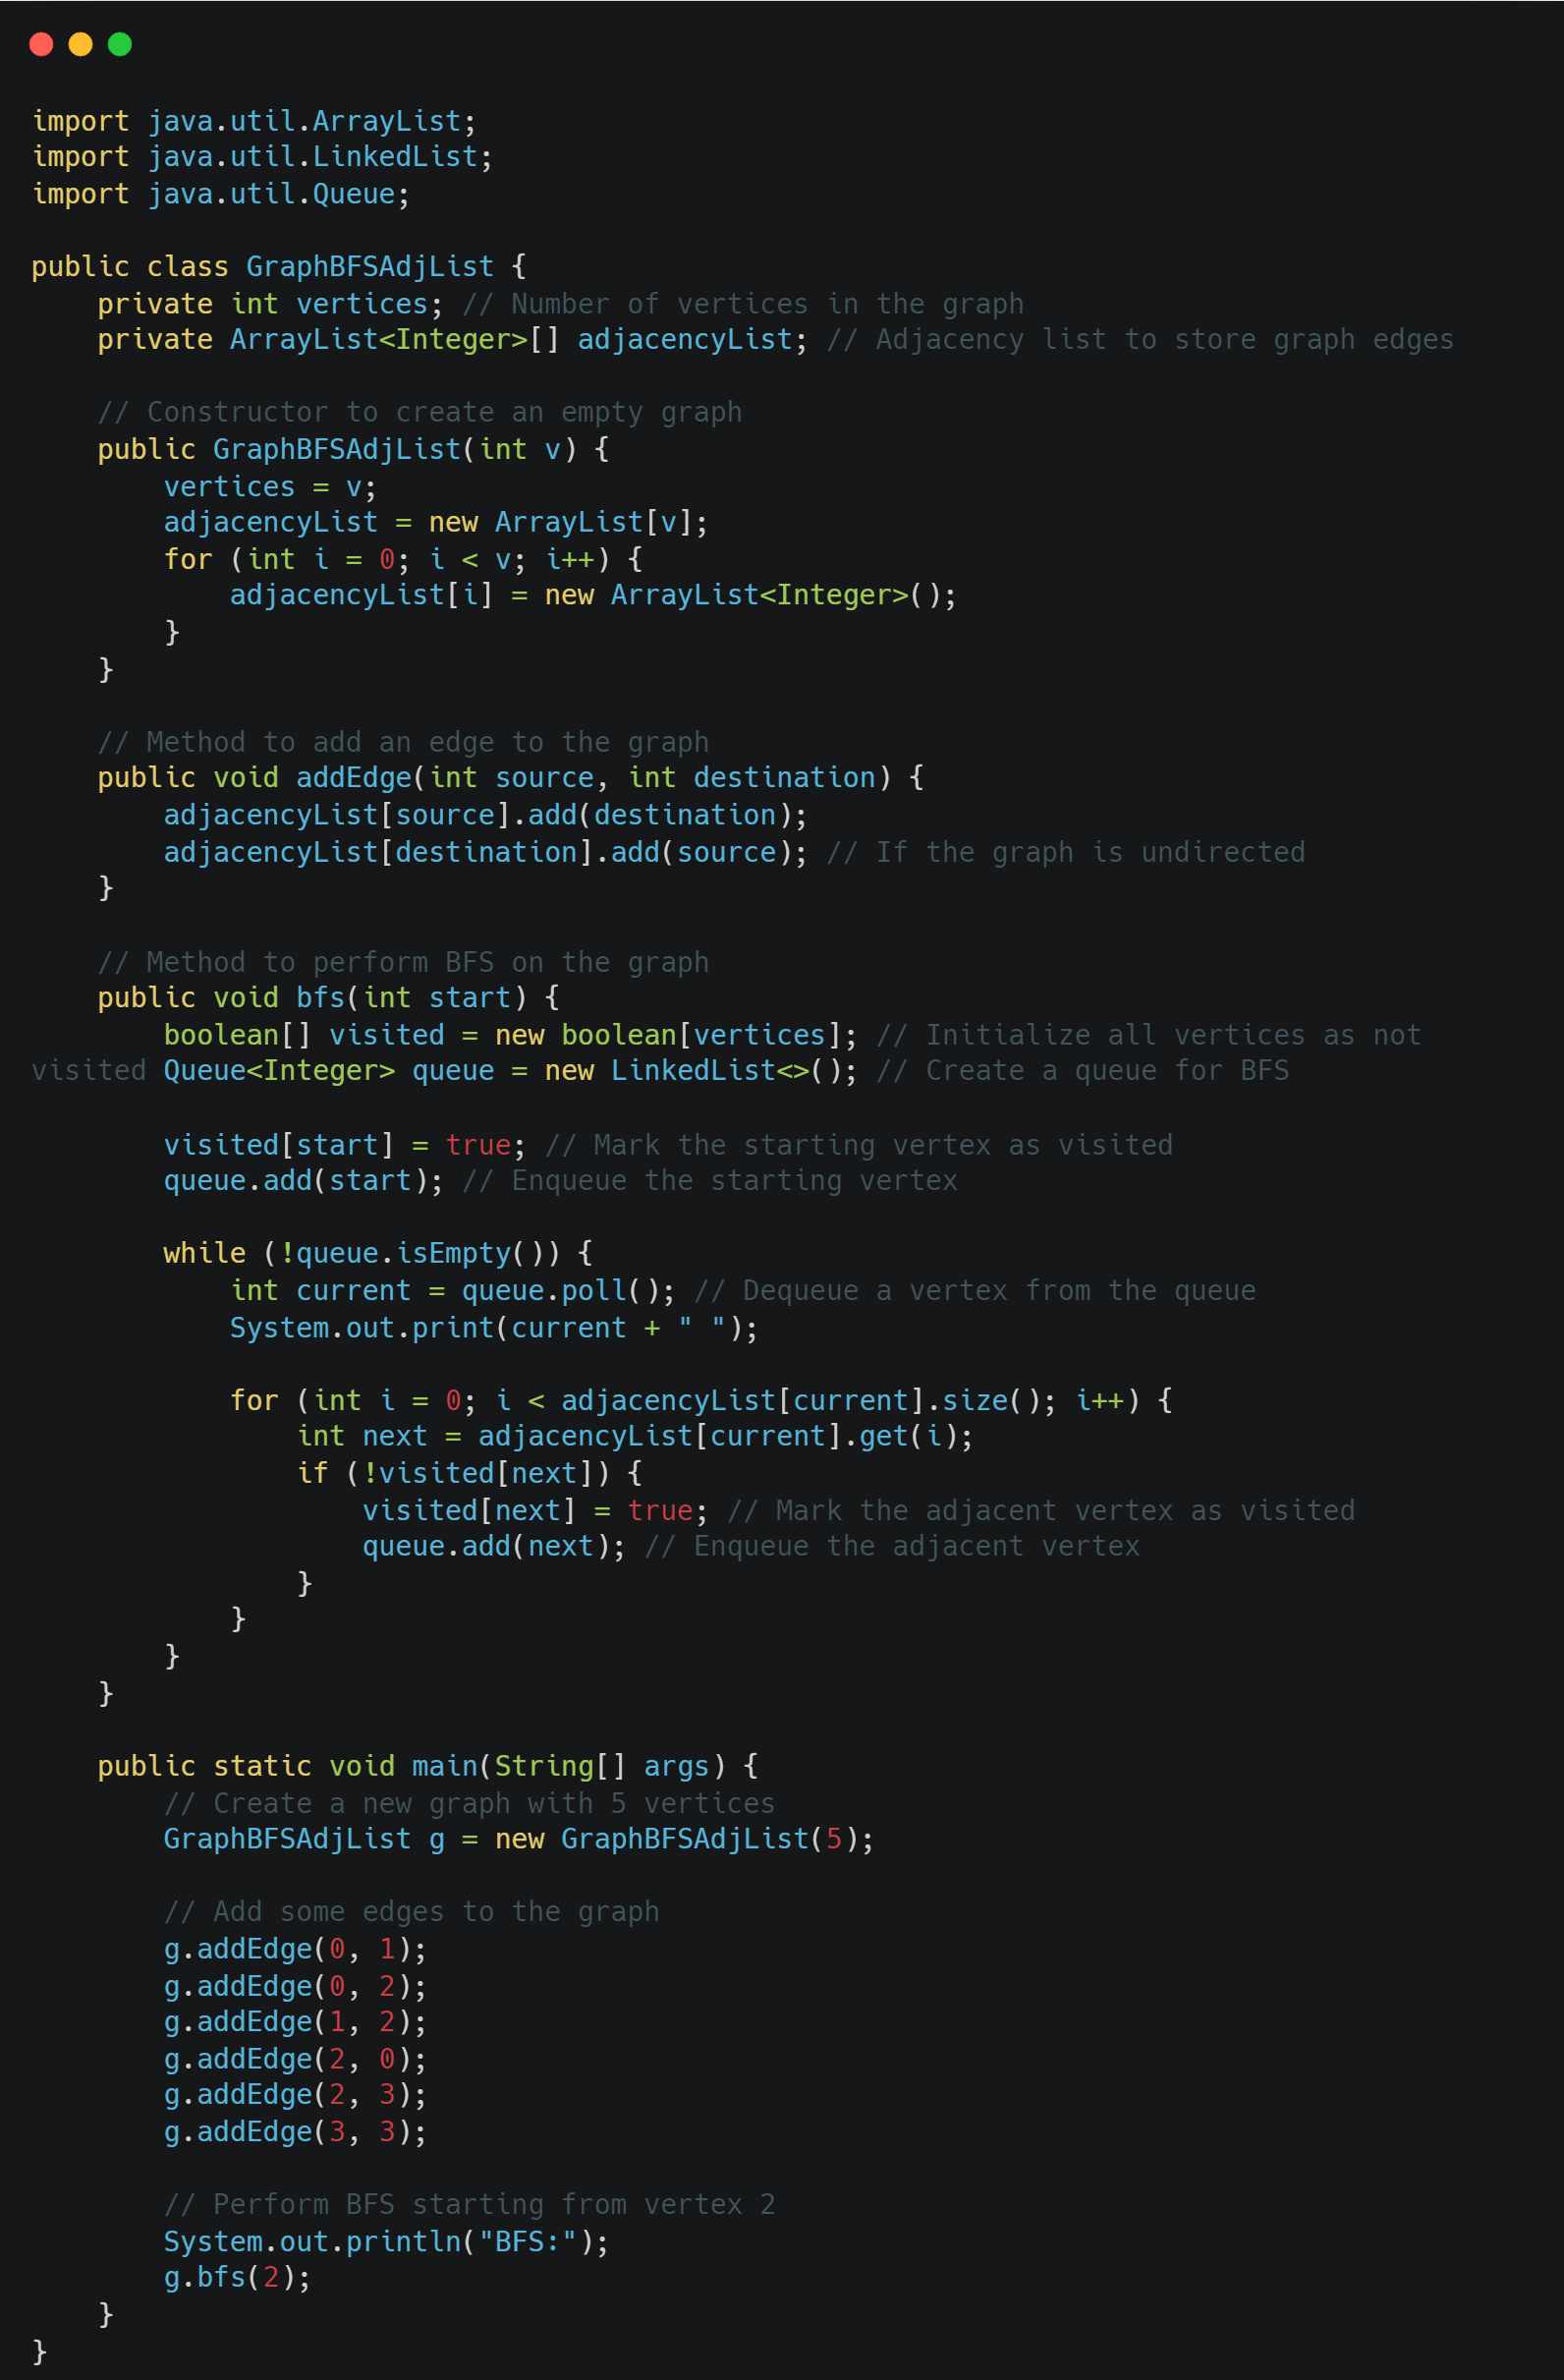 import java.util.ArrayList;
import java.util.LinkedList;
import java.util.Queue;

public class GraphBFSAdjList {
    private int vertices; // Number of vertices in the graph
    private ArrayList<Integer>[] adjacencyList; // Adjacency list to store graph edges

    // Constructor to create an empty graph
    public GraphBFSAdjList(int v) {
        vertices = v;
        adjacencyList = new ArrayList[v];
        for (int i = 0; i < v; i++) {
            adjacencyList[i] = new ArrayList<Integer>();
        }
    }

    // Method to add an edge to the graph
    public void addEdge(int source, int destination) {
        adjacencyList[source].add(destination);
        adjacencyList[destination].add(source); // If the graph is undirected
    }

    // Method to perform BFS on the graph
    public void bfs(int start) {
        boolean[] visited = new boolean[vertices]; // Initialize all vertices as not
visited Queue<Integer> queue = new LinkedList<>(); // Create a queue for BFS

        visited[start] = true; // Mark the starting vertex as visited
        queue.add(start); // Enqueue the starting vertex

        while (!queue.isEmpty()) {
            int current = queue.poll(); // Dequeue a vertex from the queue
            System.out.print(current + " ");

            for (int i = 0; i < adjacencyList[current].size(); i++) {
                int next = adjacencyList[current].get(i);
                if (!visited[next]) {
                    visited[next] = true; // Mark the adjacent vertex as visited
                    queue.add(next); // Enqueue the adjacent vertex
                }
            }
        }
    }

    public static void main(String[] args) {
        // Create a new graph with 5 vertices
        GraphBFSAdjList g = new GraphBFSAdjList(5);

        // Add some edges to the graph
        g.addEdge(0, 1);
        g.addEdge(0, 2);
        g.addEdge(1, 2);
        g.addEdge(2, 0);
        g.addEdge(2, 3);
        g.addEdge(3, 3);

        // Perform BFS starting from vertex 2
        System.out.println("BFS:");
        g.bfs(2);
    }
}